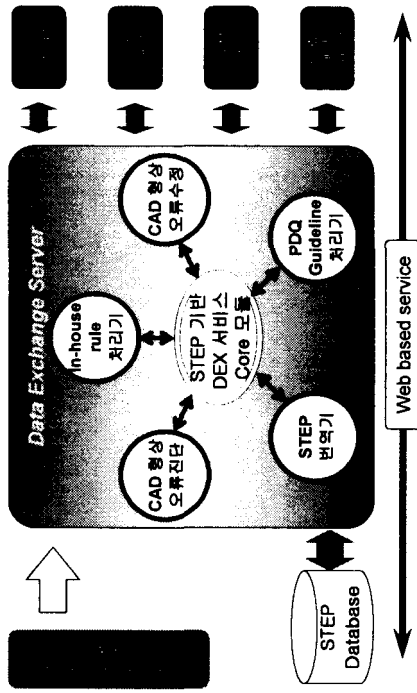 Data Exchange Server
In-house
rule
처리기
CAD 형상
오류진단
CAD 형상
오류수정
STEP 기반
DEX 서비스
Core 모듈
STEP
번역기
PDQ
Guideline
처리기
STEP
Database
Web based service